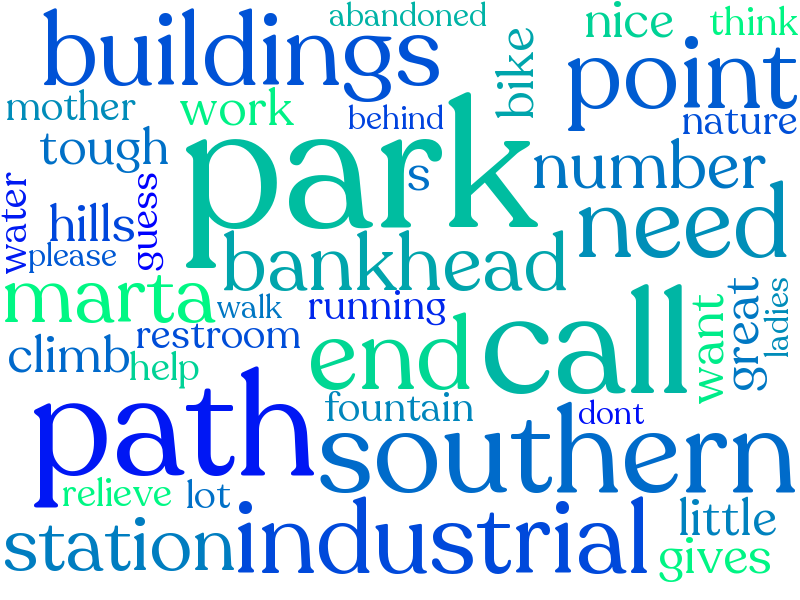 abandoned
nice
think
buildings
bike
point
mother
work
behind
nature
tough
park
s
number
water
guess
hills
need
please
bankhead
marta
walk
running
want
great
ladies
restroom
end
call
climb
help
path
fountain
dont
southern
relieve
lot
station
industrial
little
gives